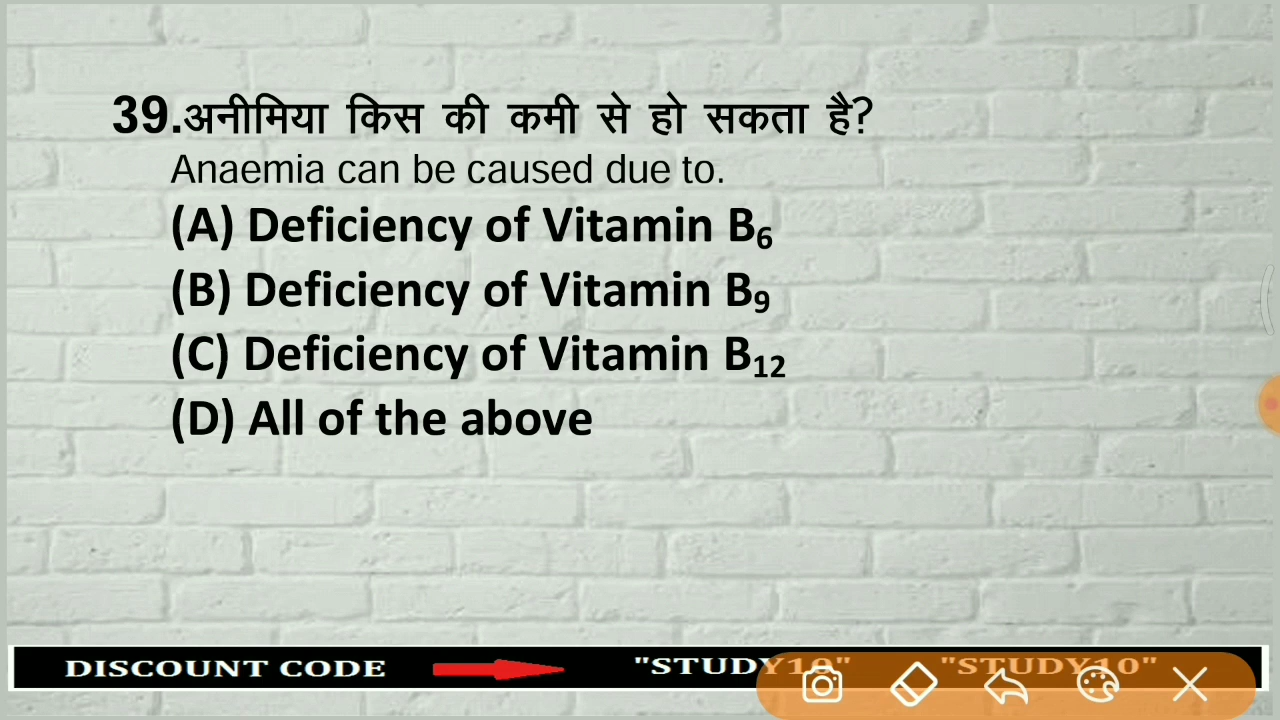 39.अनीमिया किस की कमी से हो सकता है?
Anaemia can be caused due to.
(A) Deficiency of Vitamin B₆
(B) Deficiency of Vitamin B₉
(C) Deficiency of Vitamin B₁₂
(D) All of the above
DISCOUNT CODE "STUDY10" "STUDY10"